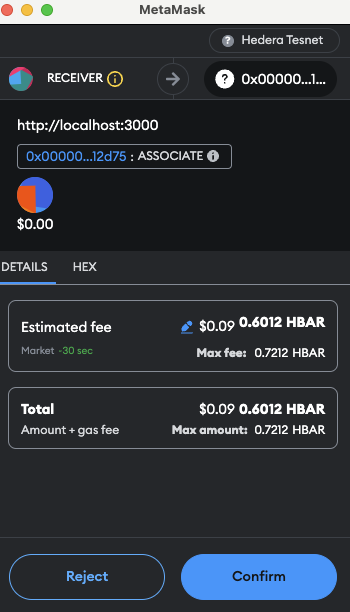 MetaMask
Hedera Tesnet
RECEIVER
0x00000...1...
http://localhost:3000
0x00000...12d75 : ASSOCIATE
$0.00
DETAILS HEX
Estimated fee $0.09 0.6012 HBAR
Market ~30 sec Max fee: 0.7212 HBAR
Total $0.09 0.6012 HBAR
Amount + gas fee Max amount: 0.7212 HBAR
Reject Confirm